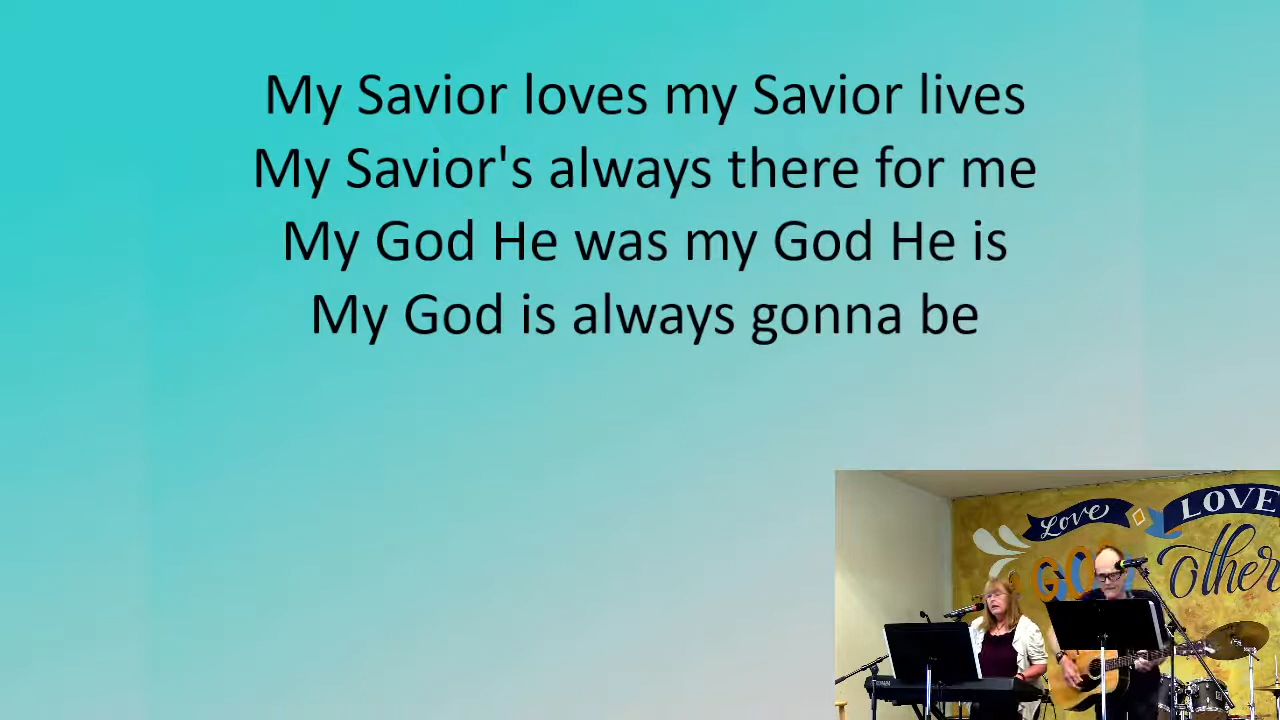 My Savior loves my Savior lives
My Savior's always there for me
My God He was my God He is
My God is always gonna be
Love LOVE
GOD Other